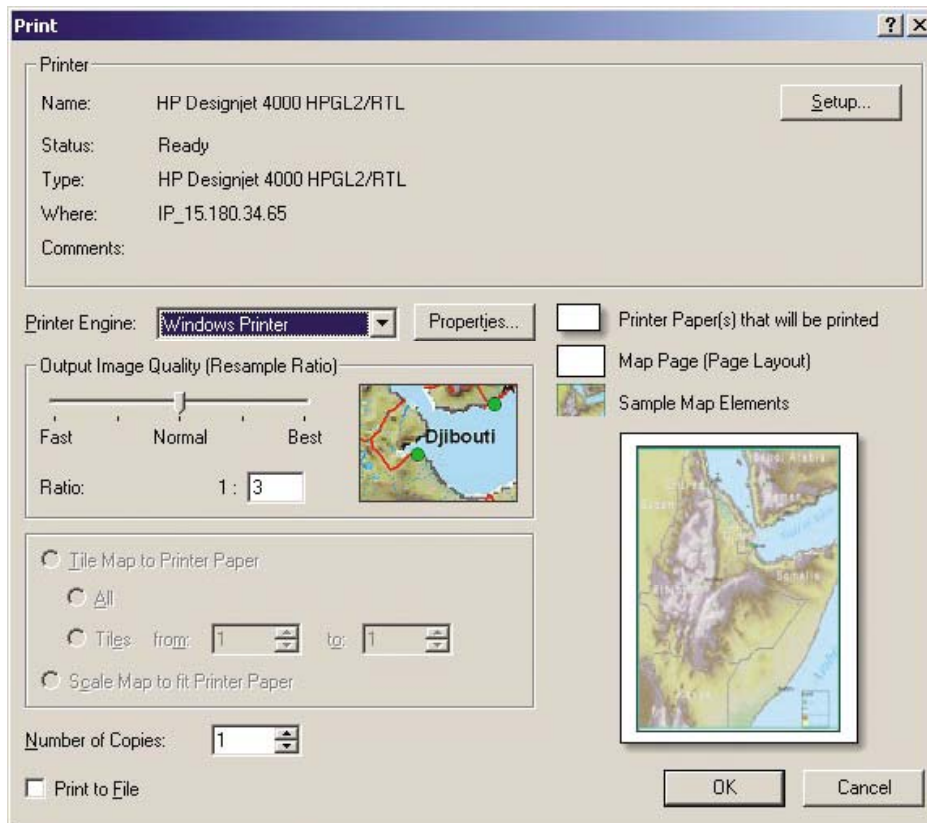 Print
Printer
Name: HP Designjet 4000 HPGL2/RTL
Setup...
Status: Ready
Type: HP Designjet 4000 HPGL2/RTL
Where: IP_15.180.34.65
Comments:
Printer Engine: Windows Printer
Properties...
Printer Paper(s) that will be printed
Map Page (Page Layout)
Sample Map Elements
Output Image Quality (Resample Ratio)
Fast Normal Best
Djibouti
Ratio: 1 : 3
Tile Map to Printer Paper
All
Tiles from: 1 to: 1
Scale Map to fit Printer Paper
Somalia
Number of Copies: 1
Print to File
OK
Cancel